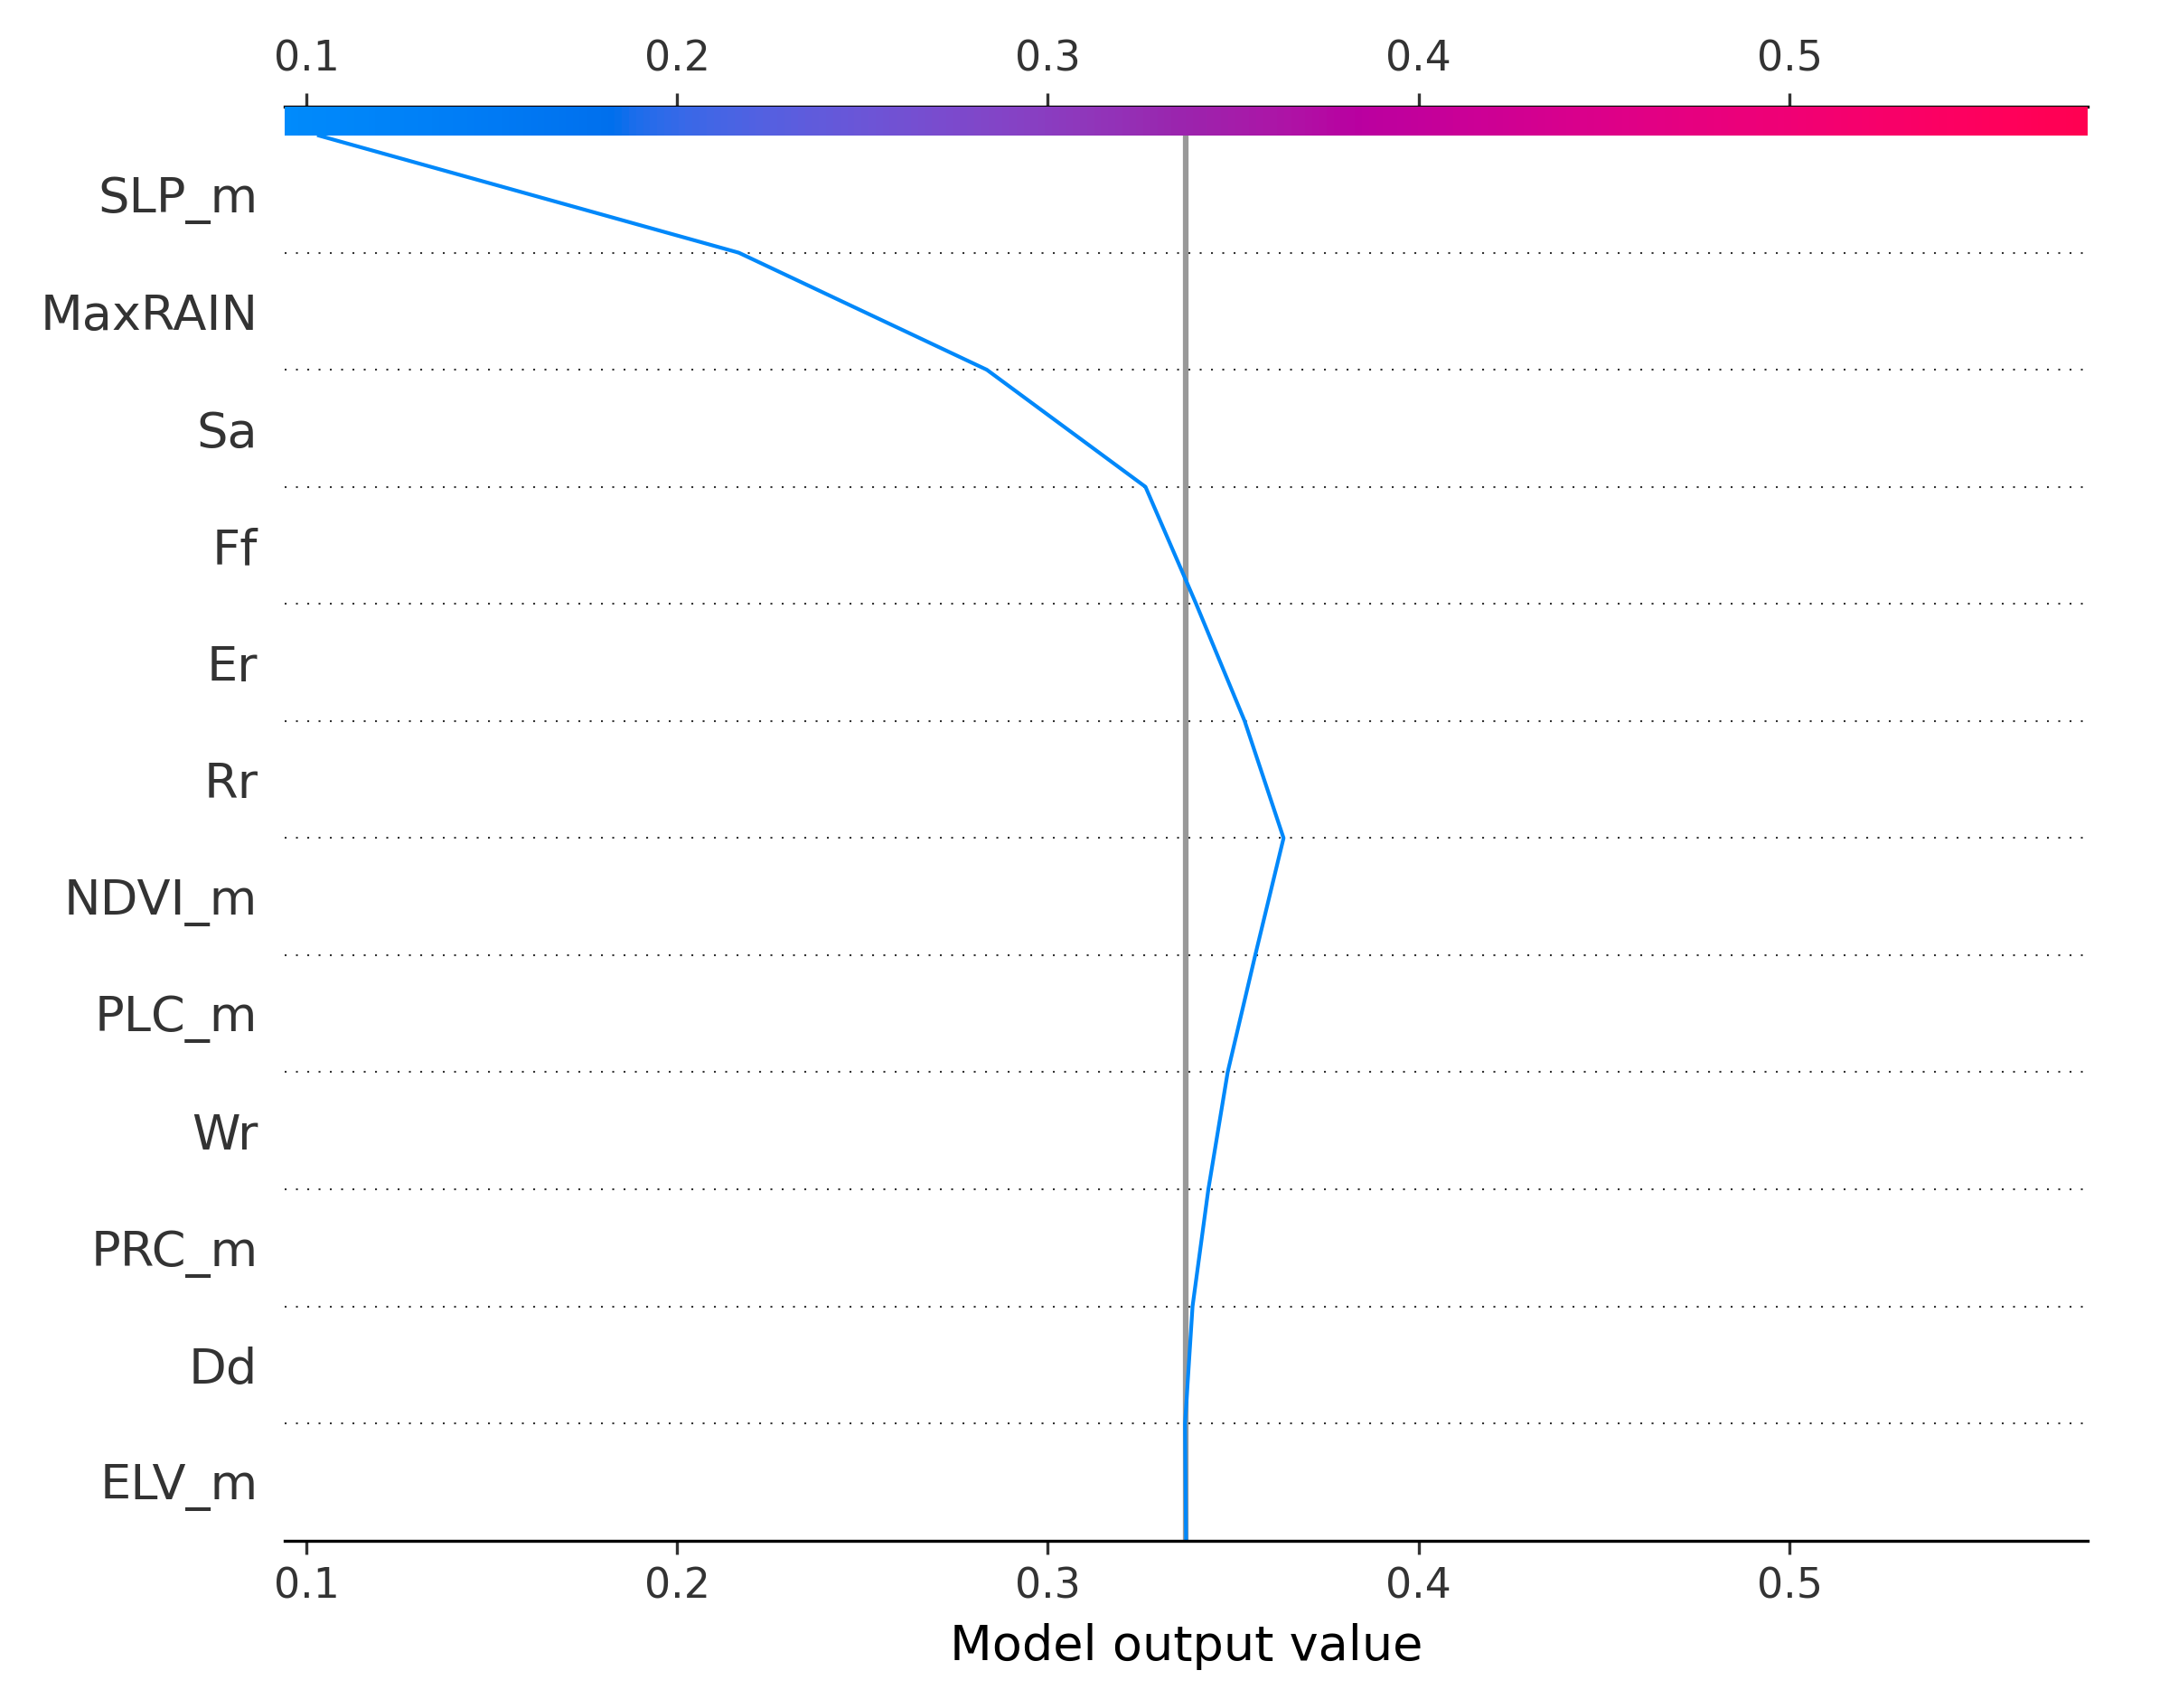 0.1 0.2 0.3 0.4 0.5
SLP_m
MaxRAIN
Sa
Ff
Er
Rr
NDVI_m
PLC_m
Wr
PRC_m
Dd
ELV_m
0.1 0.2 0.3 0.4 0.5
Model output value